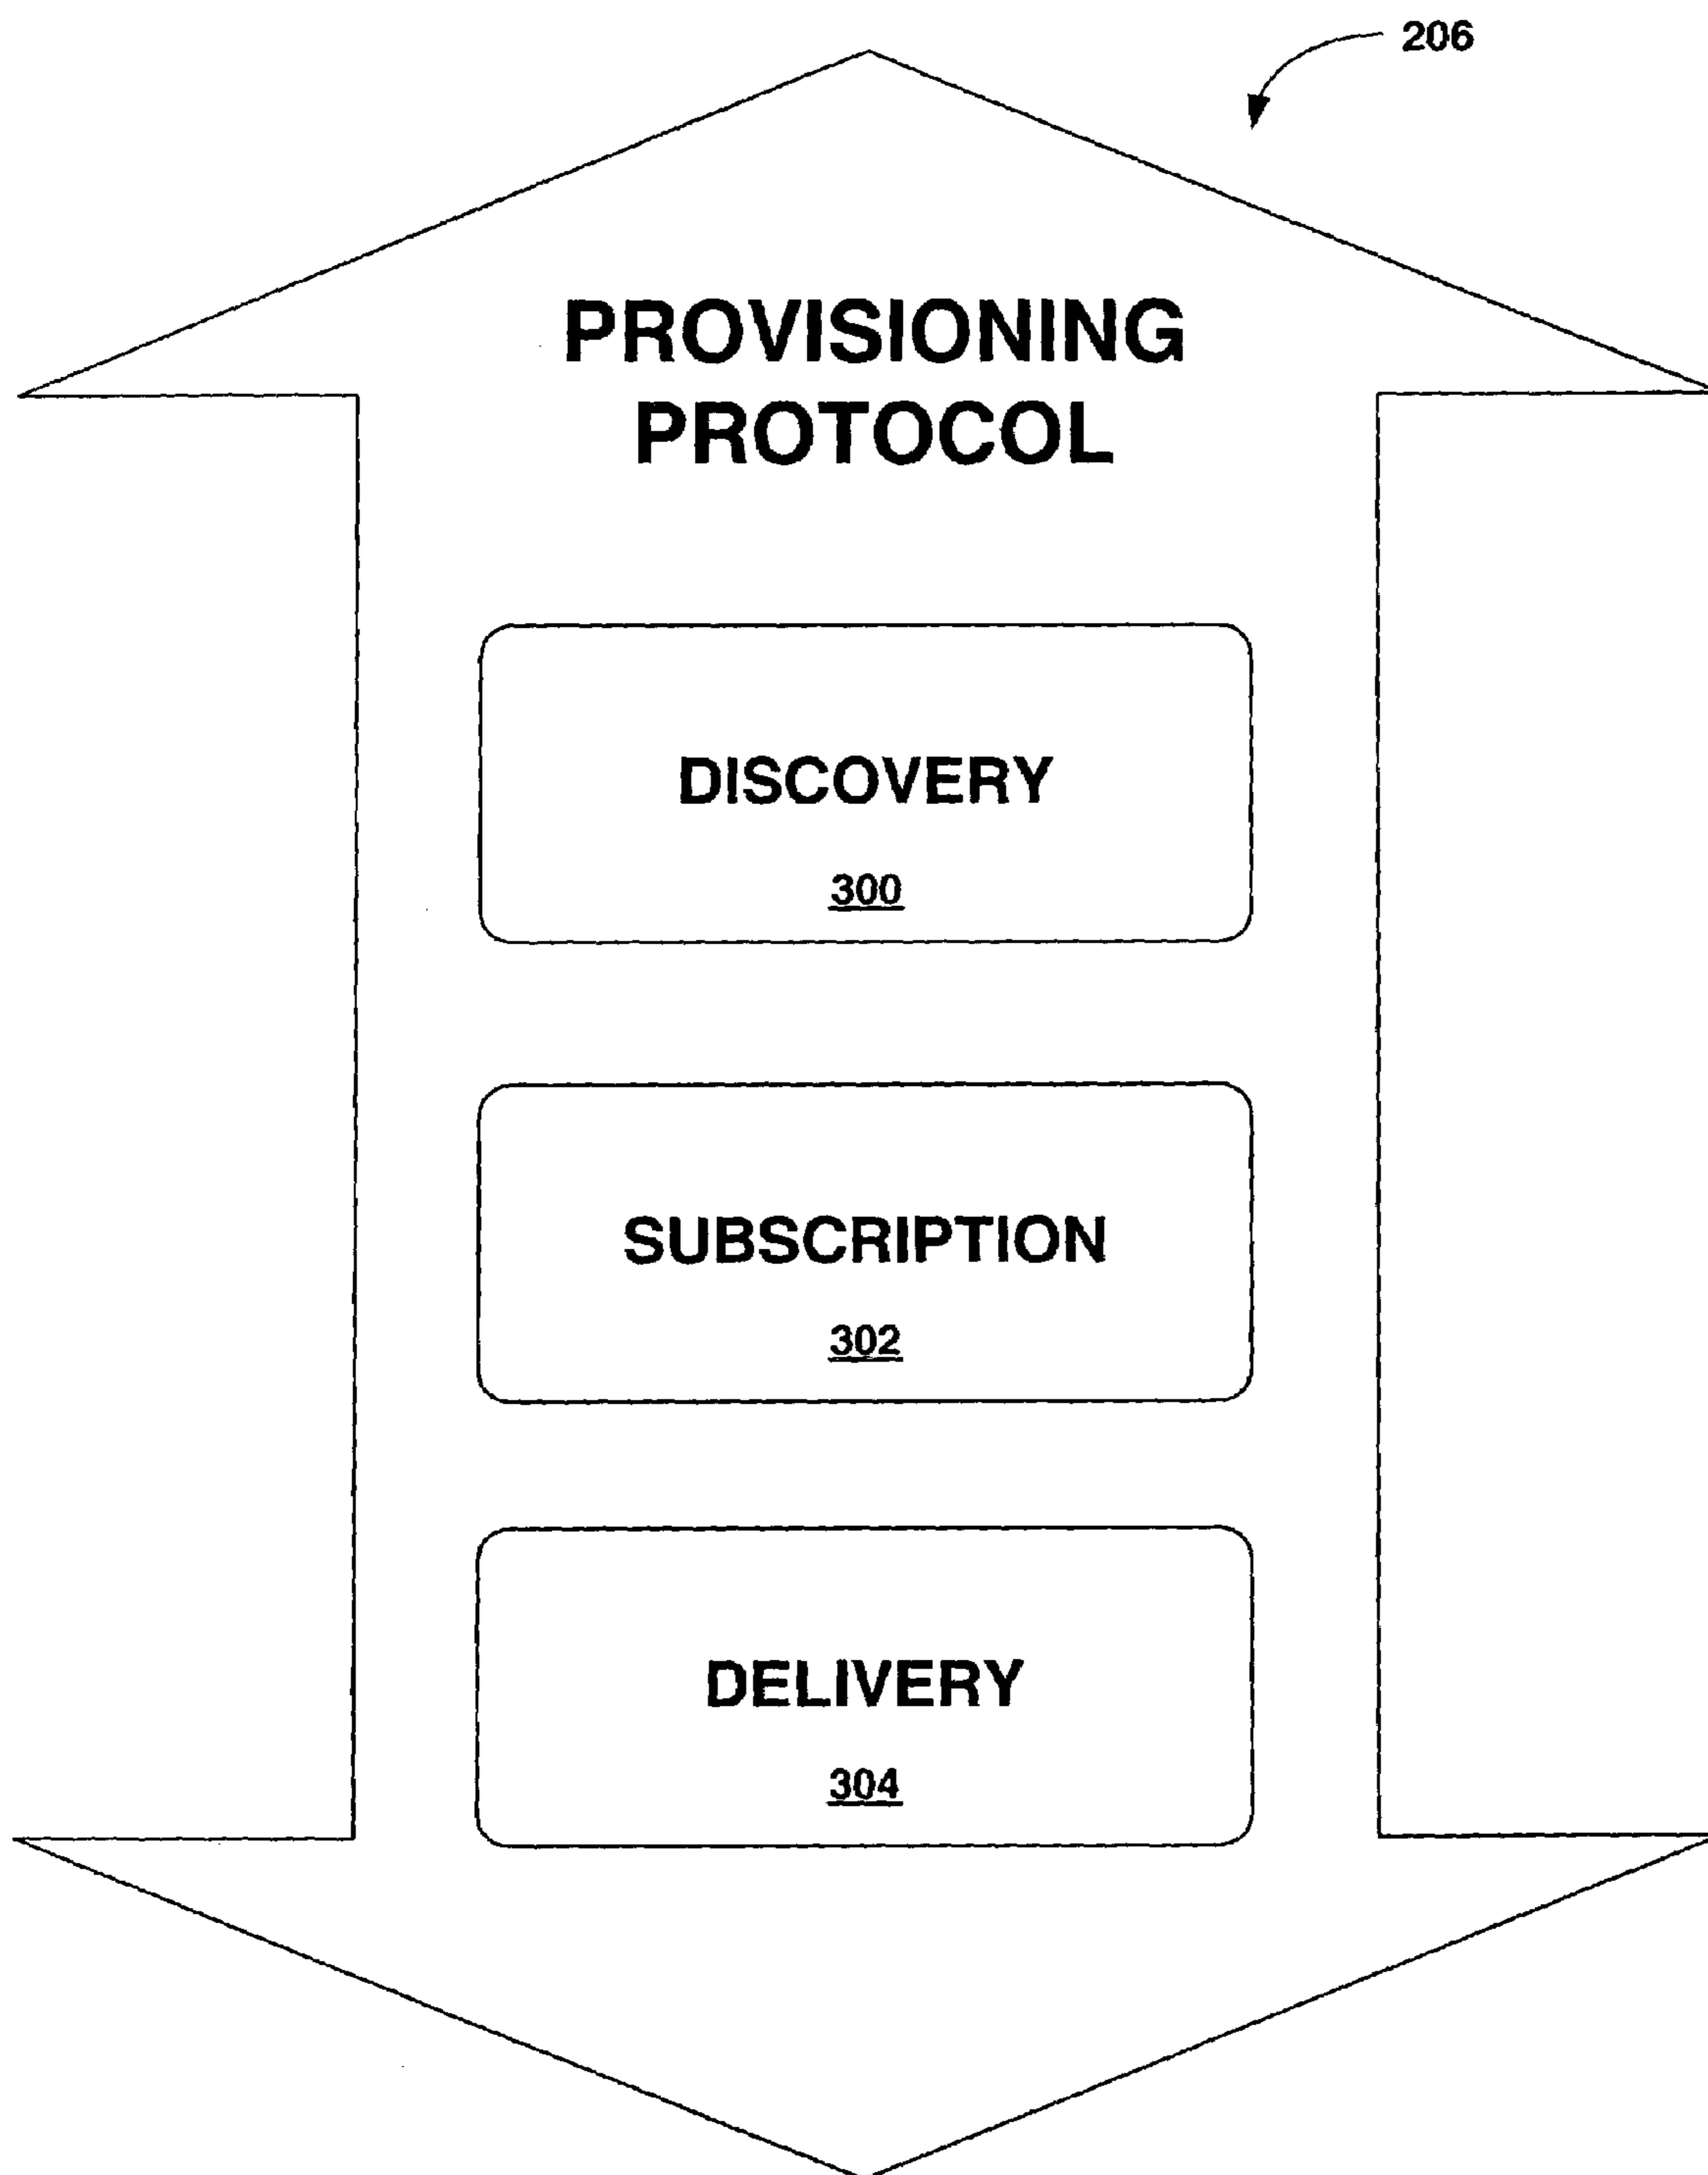 206
PROVISIONING
PROTOCOL
DISCOVERY
300
SUBSCRIPTION
302
DELIVERY
304